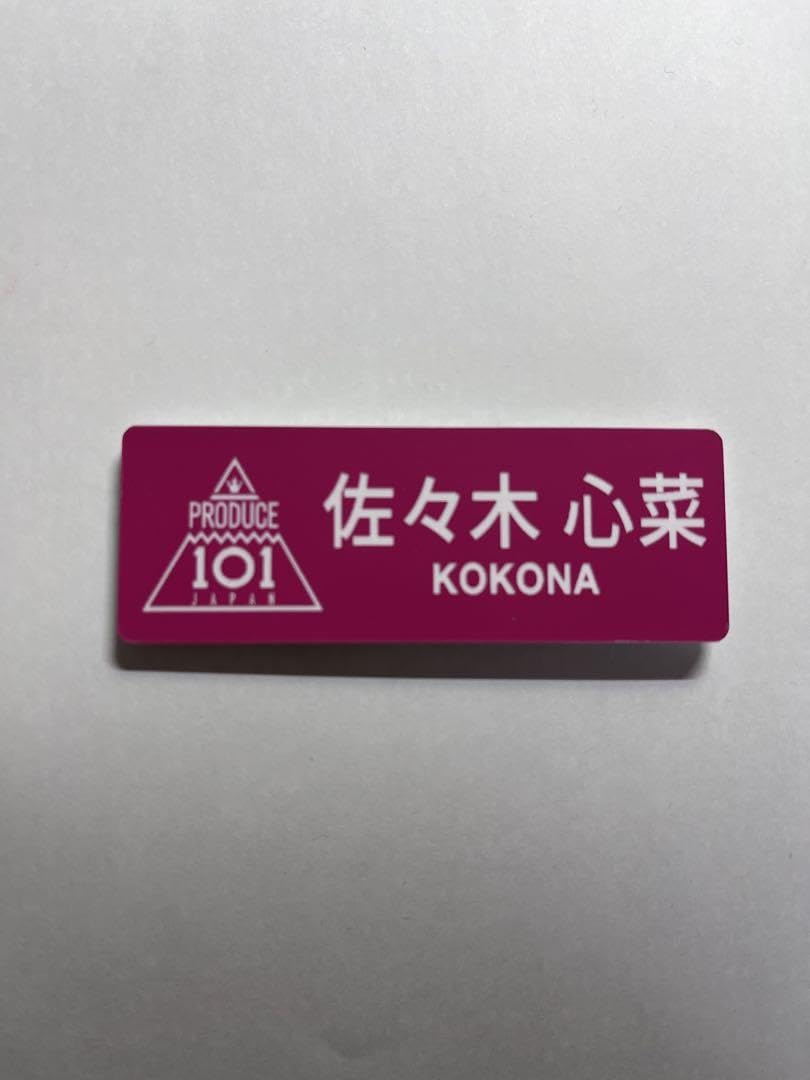 PRODUCE
101
JAPAN
佐々木 心菜
KOKONA